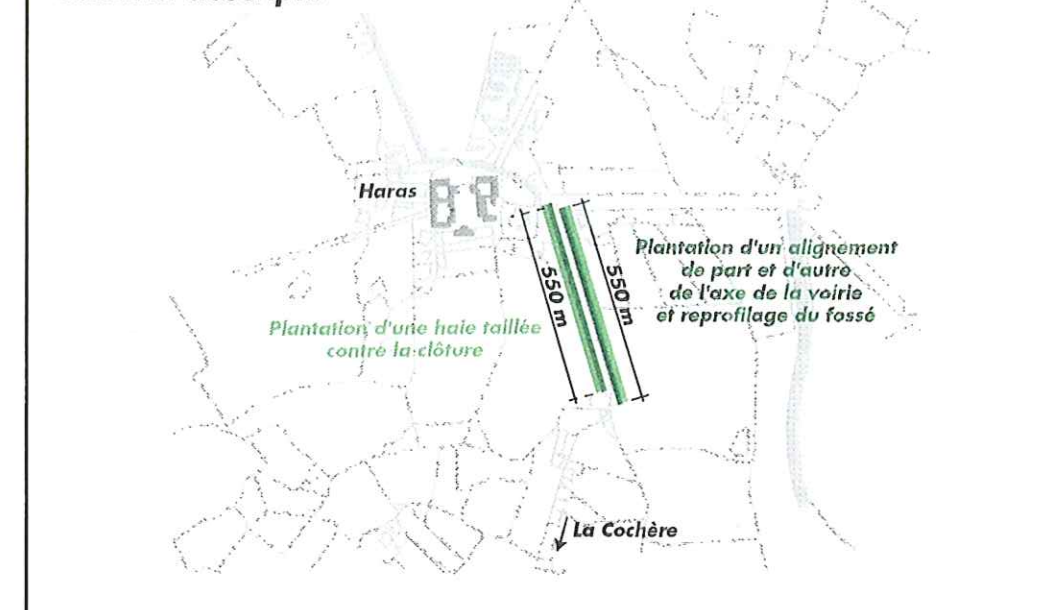 Haras
Plantation d'un alignement
de part et d'autre
de l'axe de la voirie
et reprofilage du fossé
550 m
550 m
Plantation d'une haie taillée
contre la clôture
La Cochère